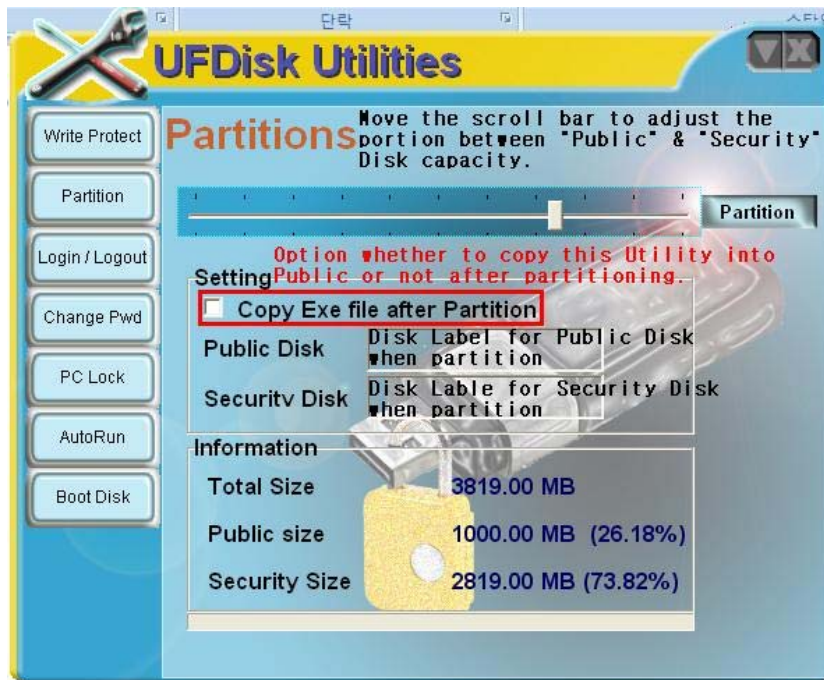 단락
UFDisk Utilities
Write Protect
Partition
Login / Logout
Change Pwd
PC Lock
AutoRun
Boot Disk
Partitions
Move the scroll bar to adjust the
portion between "Public" & "Security"
Disk capacity.
Partition
Option whether to copy this Utility into
Public or not after partitioning.
Setting
Copy Exe file after Partition
Public Disk
Disk Label for Public Disk
when partition
Security Disk
Disk Lable for Security Disk
when partition
Information
Total Size 3819.00 MB
Public size 1000.00 MB (26.18%)
Security Size 2819.00 MB (73.82%)